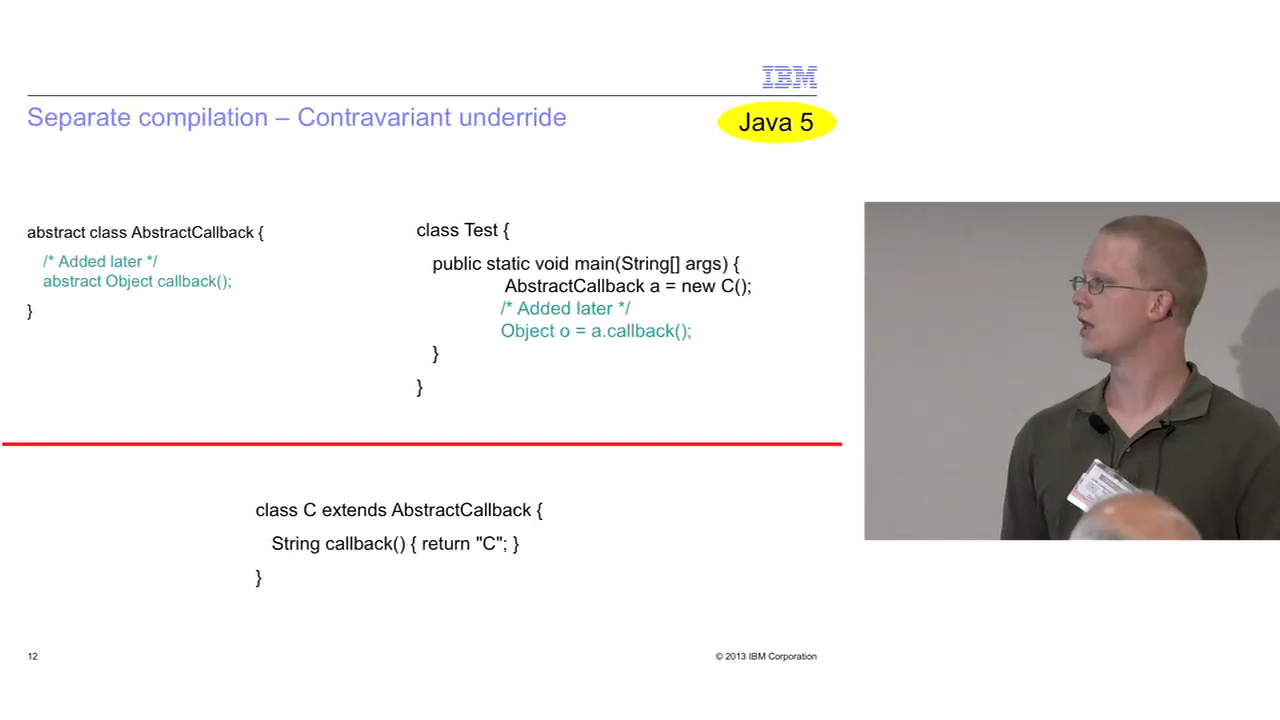 IBM
Separate compilation – Contravariant underride
Java 5
abstract class AbstractCallback {
/* Added later */
abstract Object callback();
}
class Test {
public static void main(String[] args) {
AbstractCallback a = new C();
/* Added later */
Object o = a.callback();
}
}
class C extends AbstractCallback {
String callback() { return "C"; }
}
12
© 2013 IBM Corporation